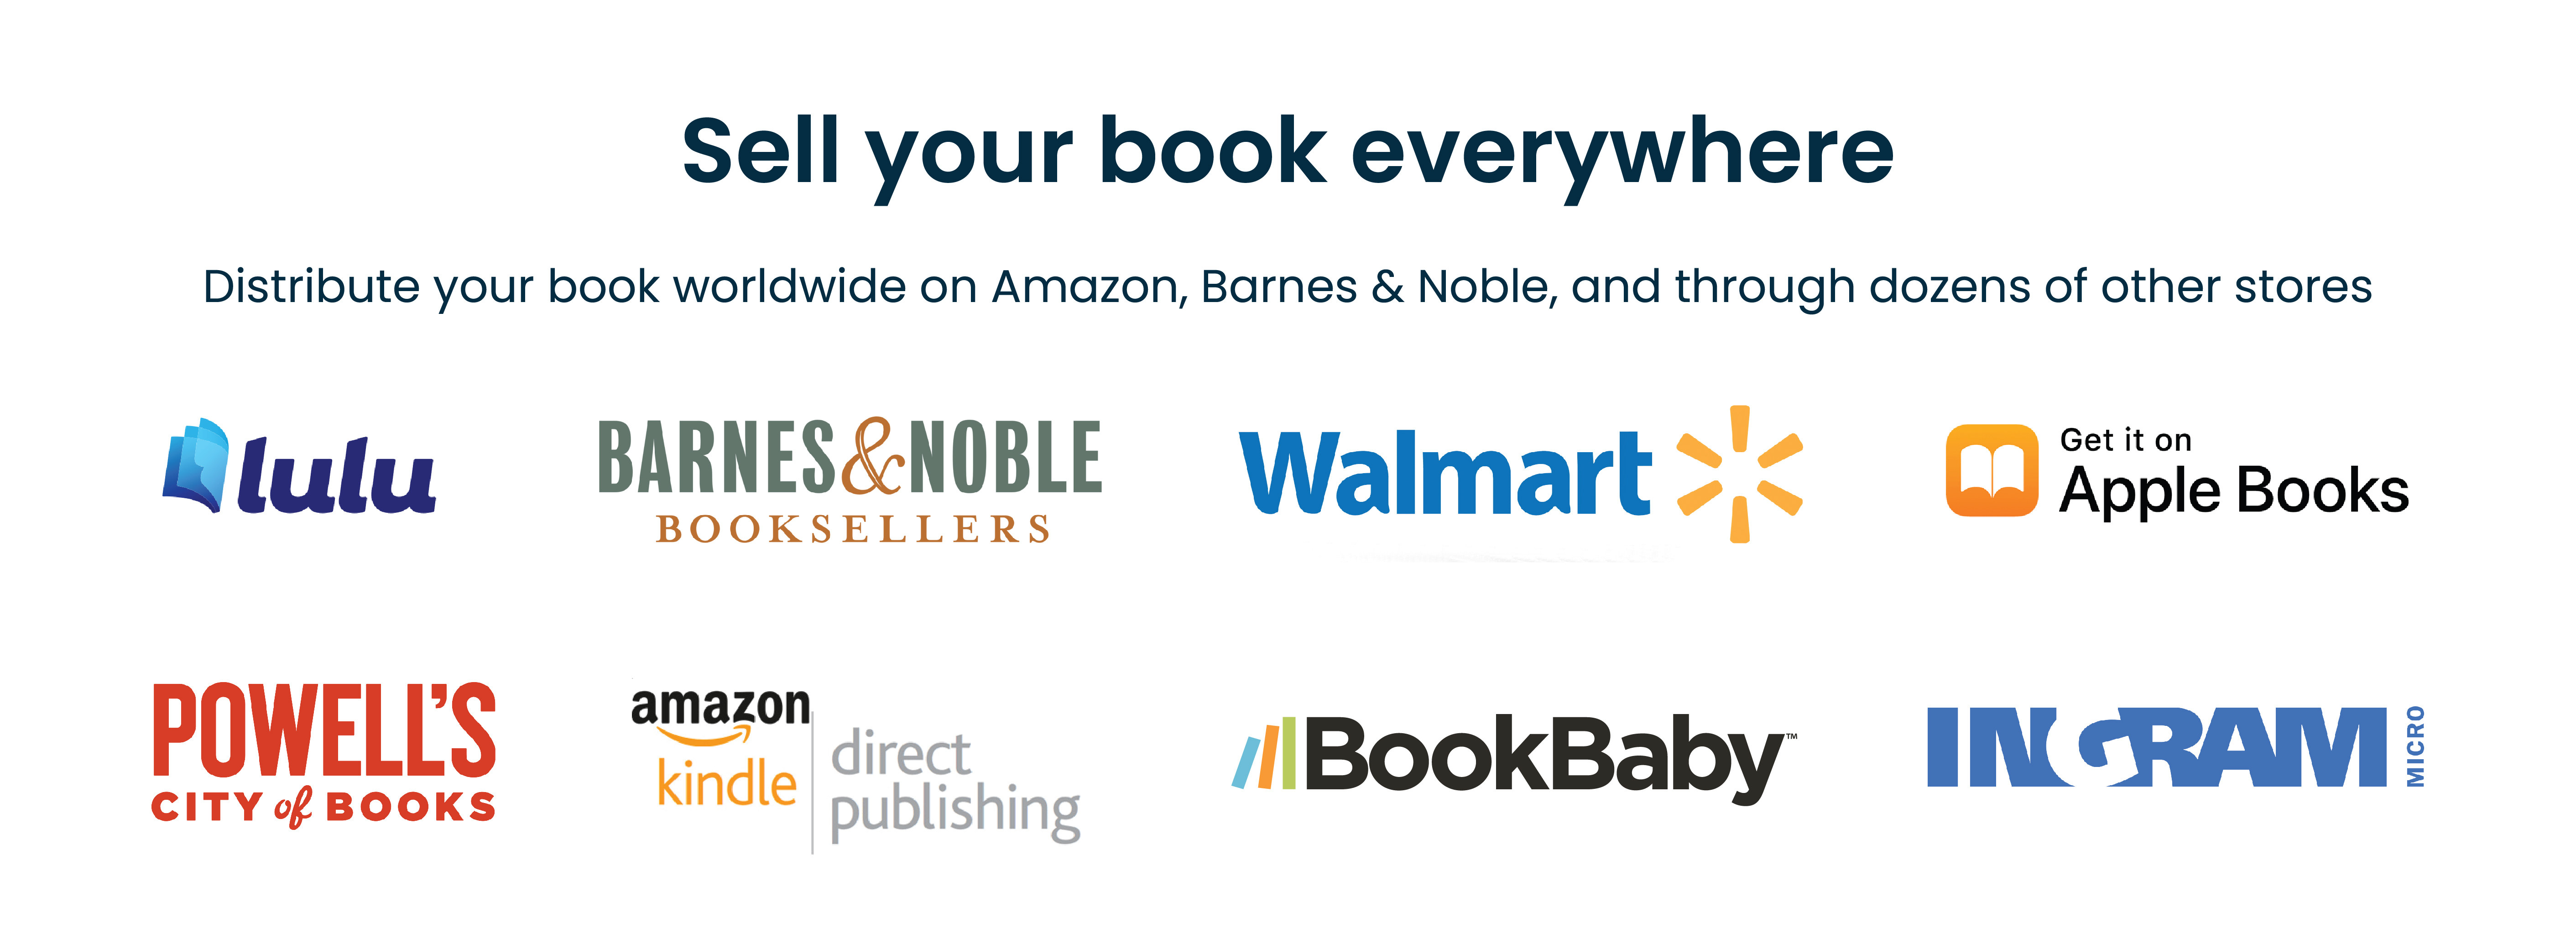 Sell your book everywhere
Distribute your book worldwide on Amazon, Barnes & Noble, and through dozens of other stores
lulu
BARNES & NOBLE
BOOKSELLERS
Walmart
Get it on
Apple Books
POWELL'S
CITY of BOOKS
amazon
kindle
direct
publishing
BookBaby™
INGRAM
MICRO